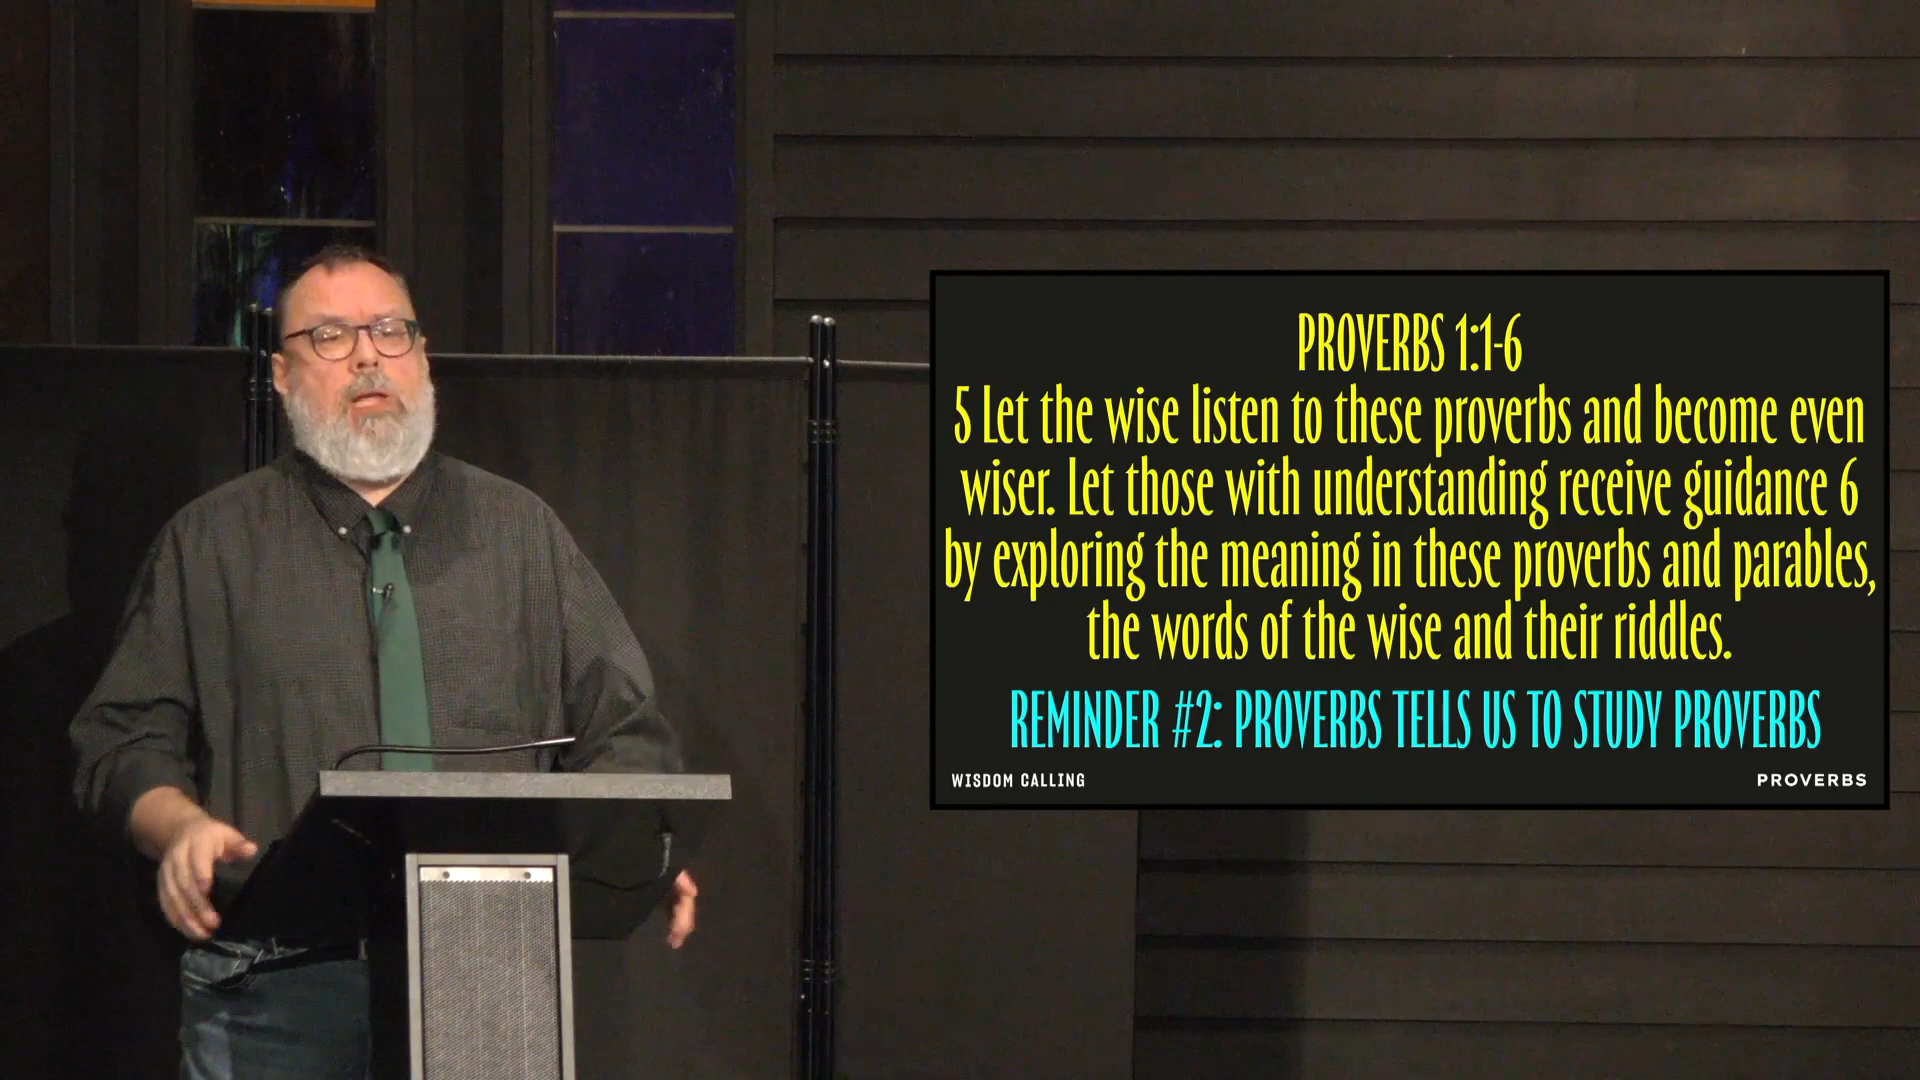 PROVERBS 1:1-6
5 Let the wise listen to these proverbs and become even
wiser. Let those with understanding receive guidance 6
by exploring the meaning in these proverbs and parables,
the words of the wise and their riddles.
REMINDER #2: PROVERBS TELLS US TO STUDY PROVERBS
WISDOM CALLING
PROVERBS